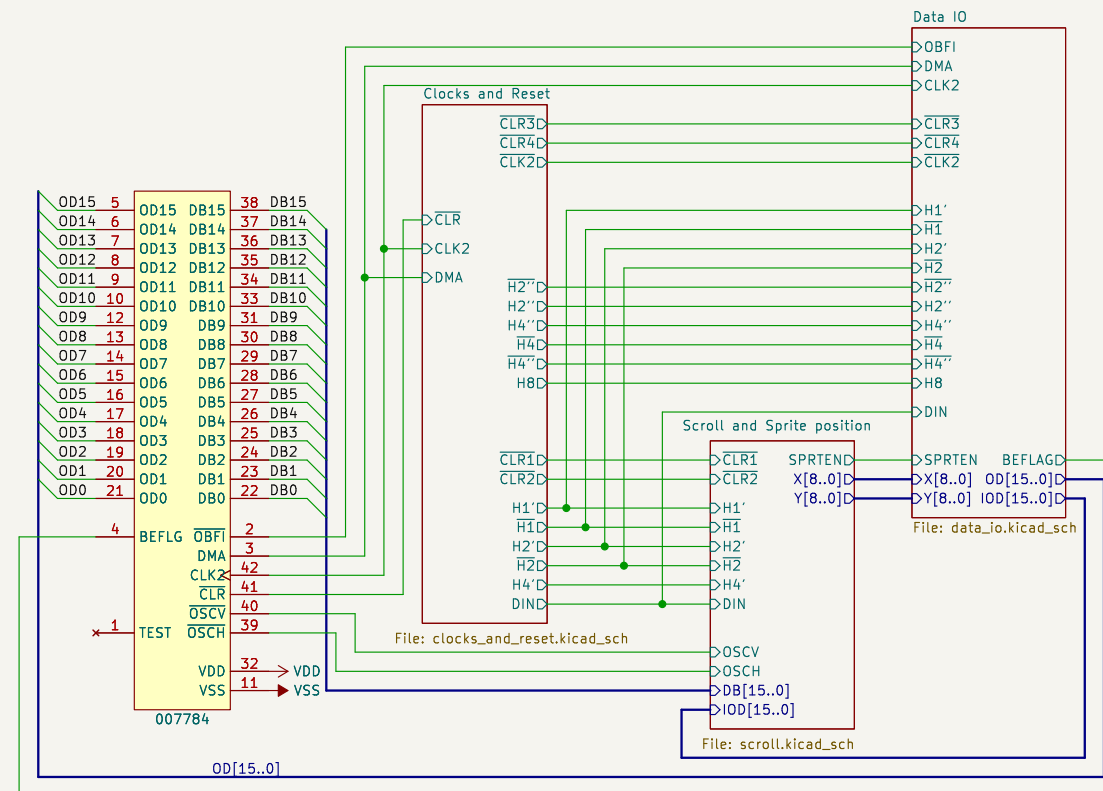 Data IO
OBFI
DMA
CLK2
CLR3
CLR4
CLK2
H1'
H1
H2'
H2
H2''
H2''
H4''
H4
H4''
H8
DIN
SPRTEN BEFLAG
X[8..0] OD[15..0]
Y[8..0] IOD[15..0]
File: data_io.kicad_sch
Clocks and Reset
CLR3
CLR4
CLK2
CLR
CLK2
DMA
H2''
H2''
H4''
H4
H4''
H8
CLR1
CLR2
H1'
H1
H2'
H2
H4'
DIN
File: clocks_and_reset.kicad_sch
Scroll and Sprite position
CLR1 SPRTEN
CLR2 X[8..0]
Y[8..0]
H1'
H1
H2'
H2
H4'
DIN
OSCV
OSCH
DB[15..0]
IOD[15..0]
File: scroll.kicad_sch
OD15 5 OD15 DB15 38 DB15
OD14 6 OD14 DB14 37 DB14
OD13 7 OD13 DB13 36 DB13
OD12 8 OD12 DB12 35 DB12
OD11 9 OD11 DB11 34 DB11
OD10 10 OD10 DB10 33 DB10
OD9 12 OD9 DB9 31 DB9
OD8 13 OD8 DB8 30 DB8
OD7 14 OD7 DB7 29 DB7
OD6 15 OD6 DB6 28 DB6
OD5 16 OD5 DB5 27 DB5
OD4 17 OD4 DB4 26 DB4
OD3 18 OD3 DB3 25 DB3
OD2 19 OD2 DB2 24 DB2
OD1 20 OD1 DB1 23 DB1
OD0 21 OD0 DB0 22 DB0
4 BEFLG OBFI 2
DMA 3
CLK2 42
CLR 41
OSCV 40
1 TEST OSCH 39
VDD 32 VDD
VSS 11 VSS
007784
OD[15..0]